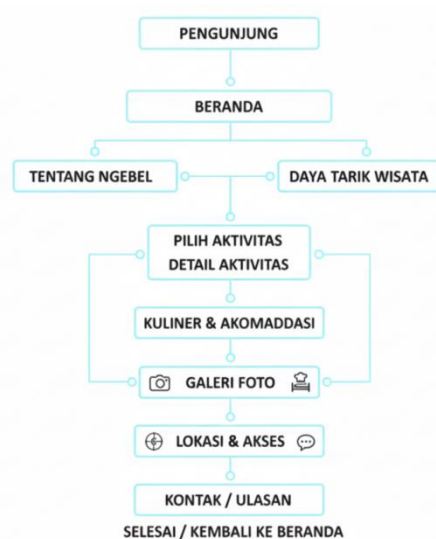 PENGUNJUNG
BERANDA
TENTANG NGEBEL
DAYA TARIK WISATA
PILIH AKTIVITAS
DETAIL AKTIVITAS
KULINER & AKOMADDASI
GALERI FOTO
LOKASI & AKSES
KONTAK / ULASAN
SELESAI / KEMBALI KE BERANDA